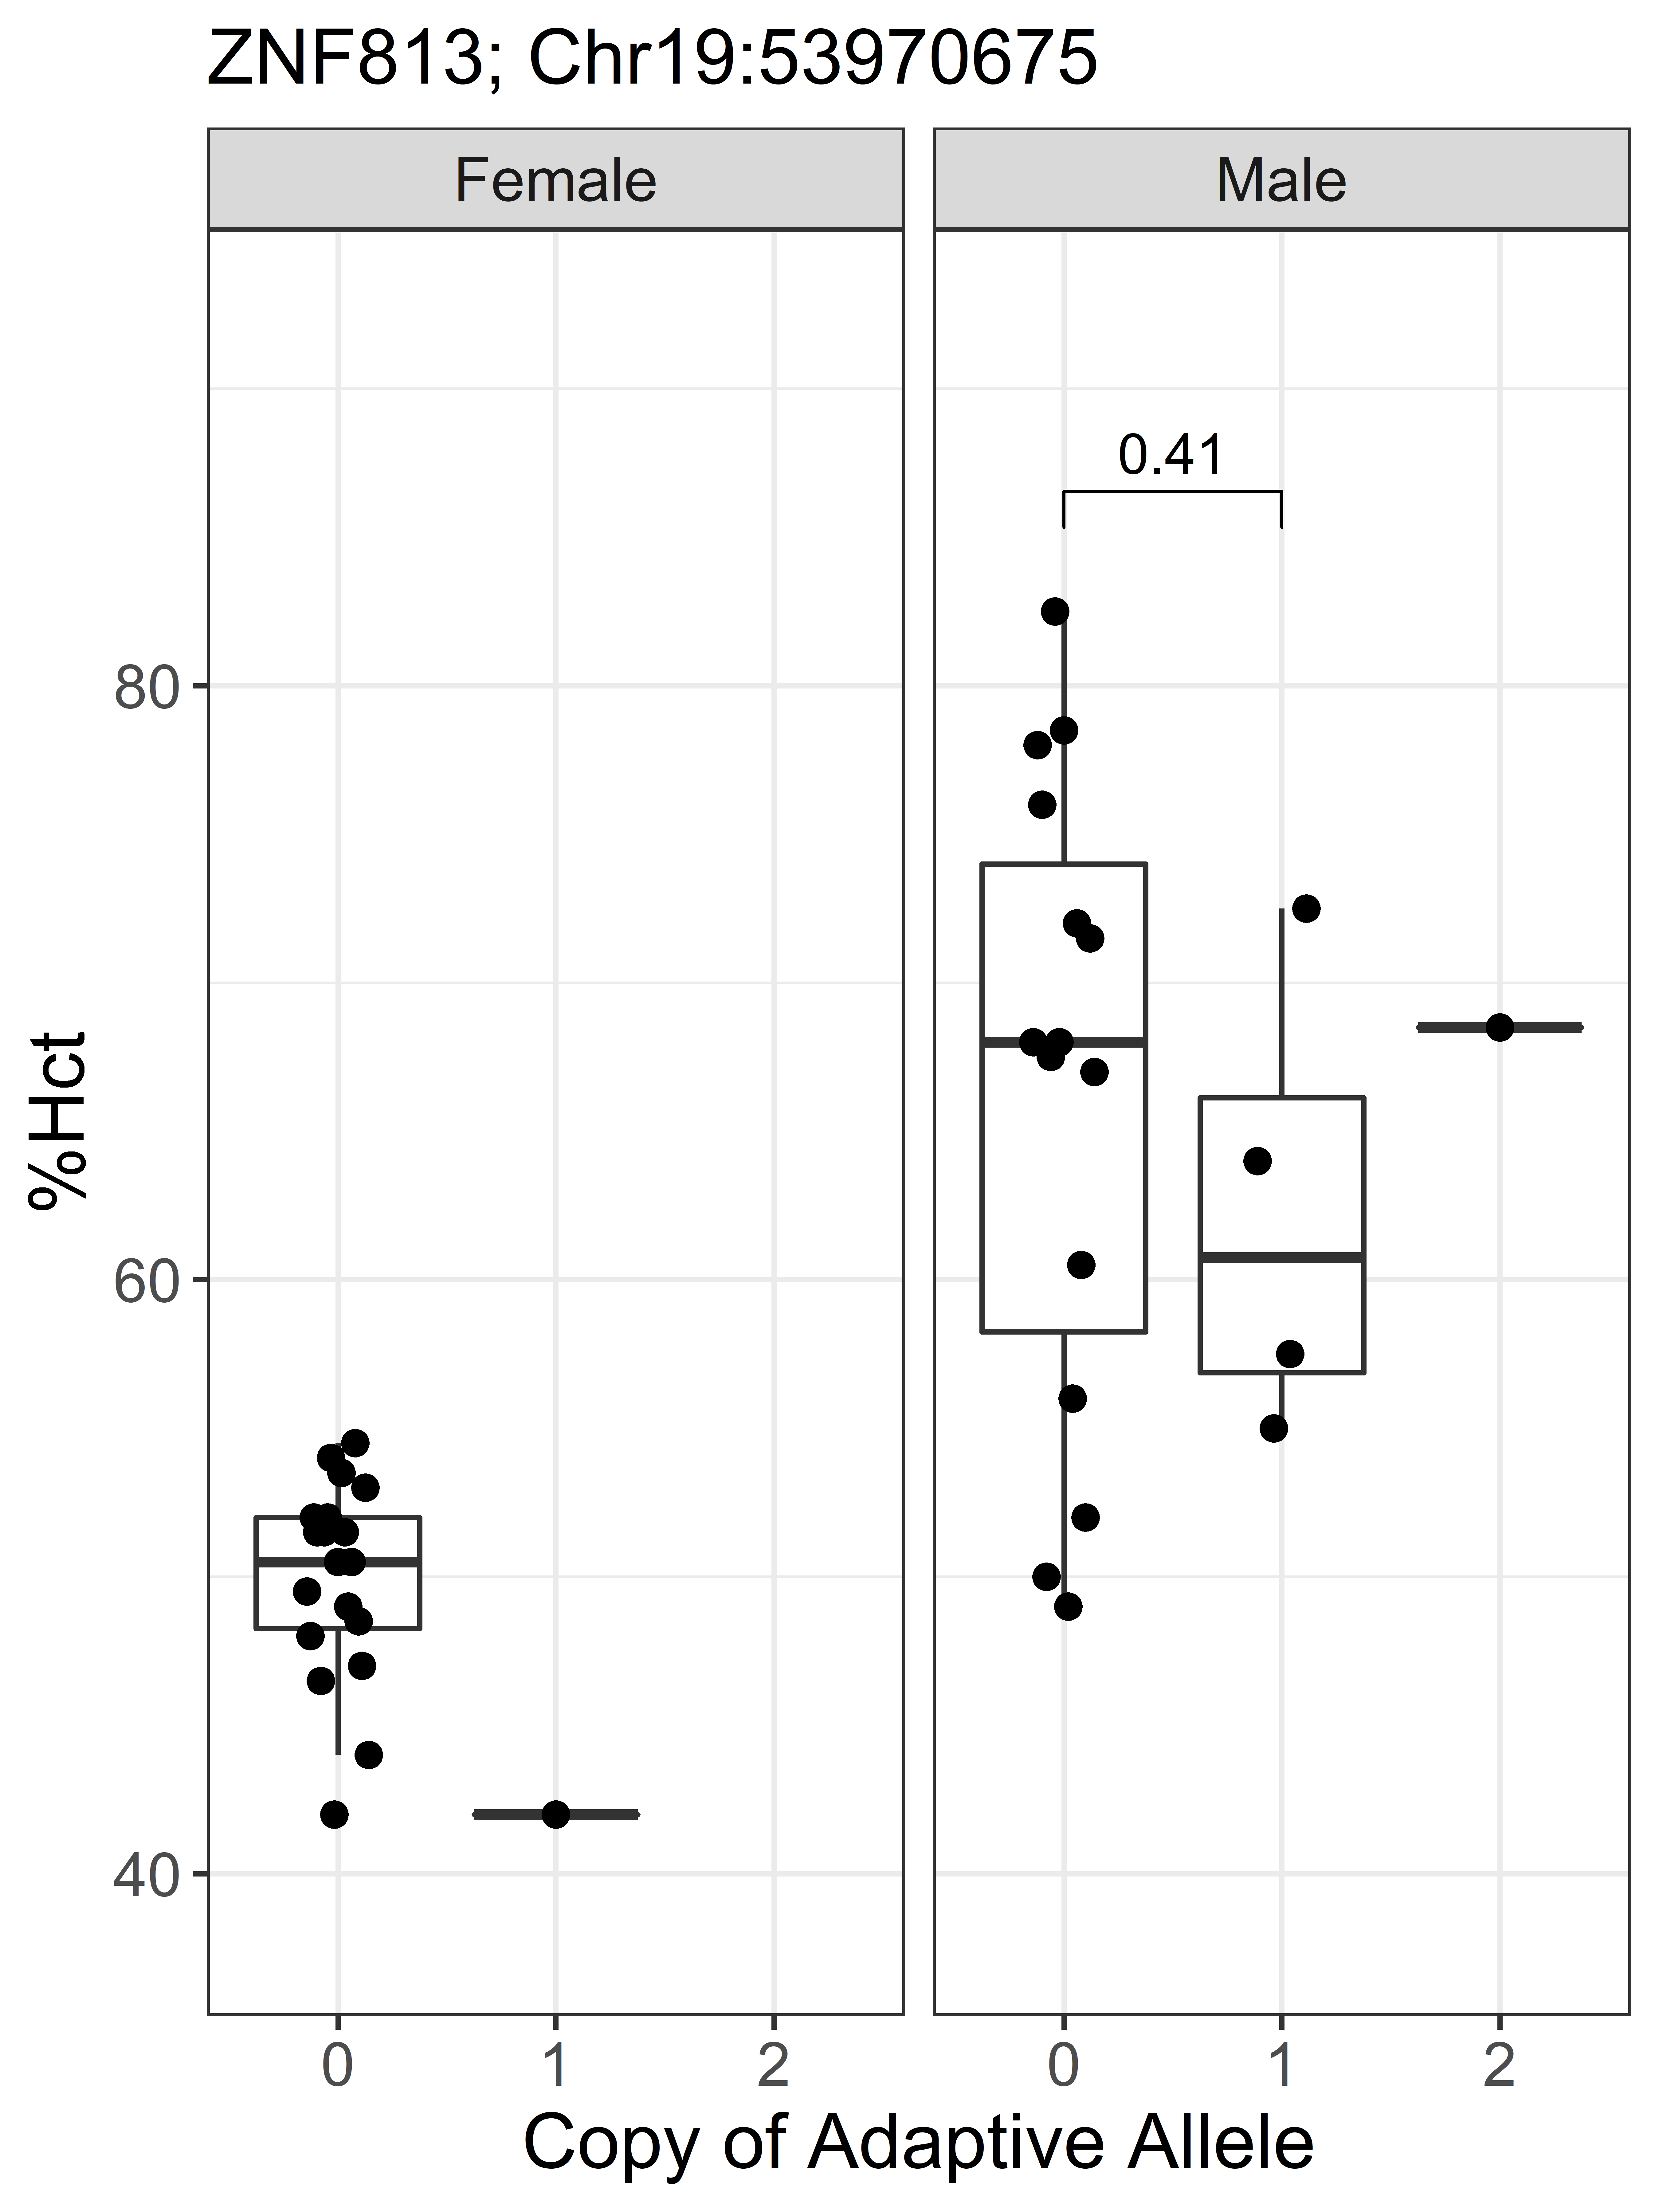 ZNF813; Chr19:53970675
Female
Male
0.41
80
60
40
%Hct
0 1 2
0 1 2
Copy of Adaptive Allele